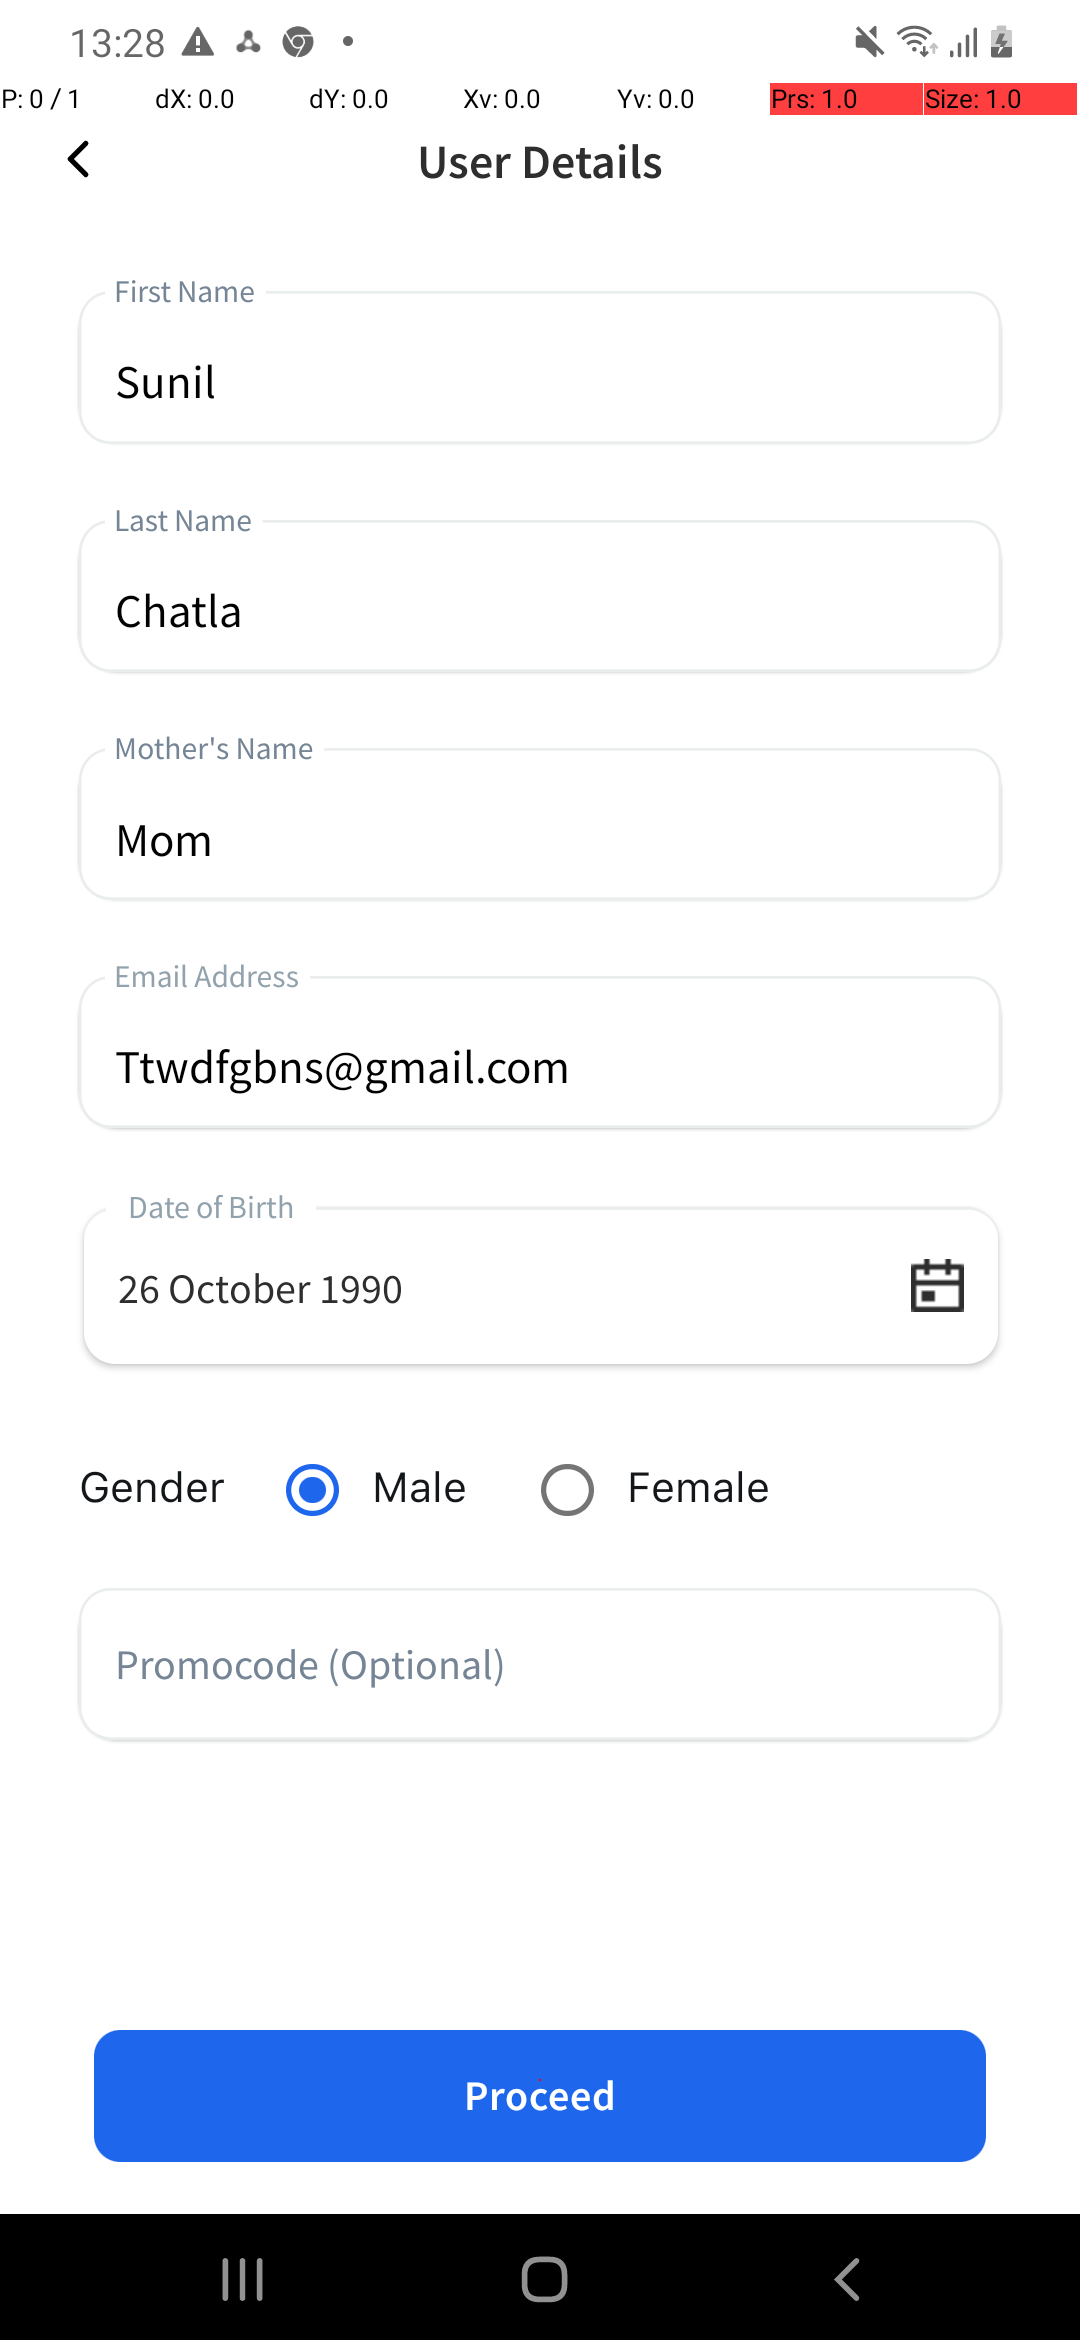 13:28
P: 0 / 1 dX: 0.0 dY: 0.0 Xv: 0.0 Yv: 0.0 Prs: 1.0 Size: 1.0
User Details
First Name
Sunil
Last Name
Chatla
Mother's Name
Mom
Email Address
Ttwdfgbns@gmail.com
Date of Birth
26 October 1990
Gender Male Female
Promocode (Optional)
Proceed